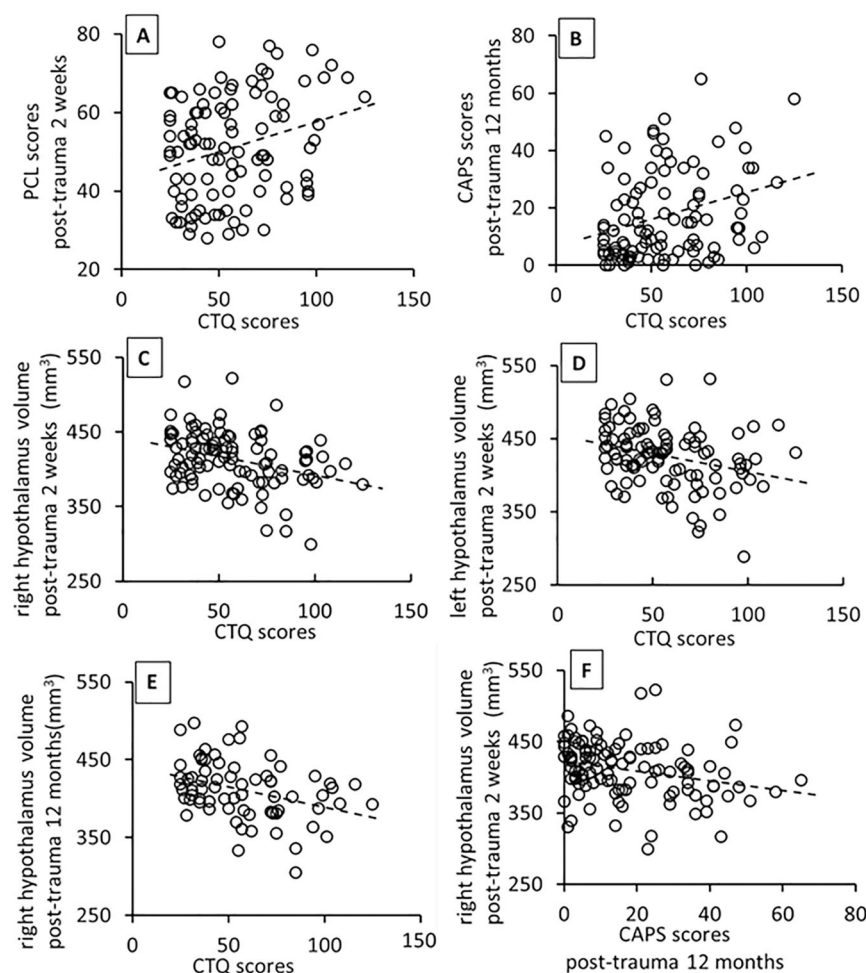 A
PCL scores
post-trauma 2 weeks
80
60
40
20
0
50
100
150
CTQ scores
B
CAPS scores
post-trauma 12 months
80
60
40
20
0
0
50
100
150
CTQ scores
C
right hypothalamus volume
post-trauma 2 weeks (mm³)
550
450
350
250
0
50
100
150
CTQ scores
D
left hypothalamus volume
post-trauma 2 weeks (mm³)
550
450
350
250
0
50
100
150
CTQ scores
E
right hypothalamus volume
post-trauma 12 months(mm³)
550
450
350
250
0
50
100
150
CTQ scores
F
right hypothalamus volume
post-trauma 2 weeks (mm³)
550
450
350
250
0
20
40
60
80
CAPS scores
post-trauma 12 months